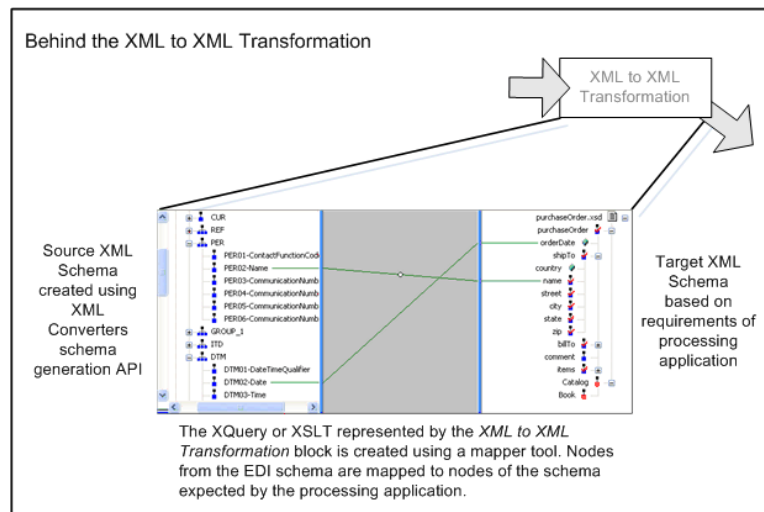 Behind the XML to XML Transformation
XML to XML
Transformation
Source XML
Schema
created using
XML
Converters
schema
generation API
CUR
REF
PER
PER01-ContactFunctionCod
PER02-Name
PER03-CommunicationNumb
PER04-CommunicationNumb
PER05-CommunicationNumb
PER06-CommunicationNumb
GROUP_1
ITD
DTM
DTM01-DateTimeQualifier
DTM02-Date
DTM03-Time
purchaseOrder.xsd
purchaseOrder
orderDate
shipTo
country
name
street
city
state
zip
billTo
comment
items
Catalog
Book
Target XML
Schema
based on
requirements of
processing
application
The XQuery or XSLT represented by the XML to XML
Transformation block is created using a mapper tool. Nodes
from the EDI schema are mapped to nodes of the schema
expected by the processing application.